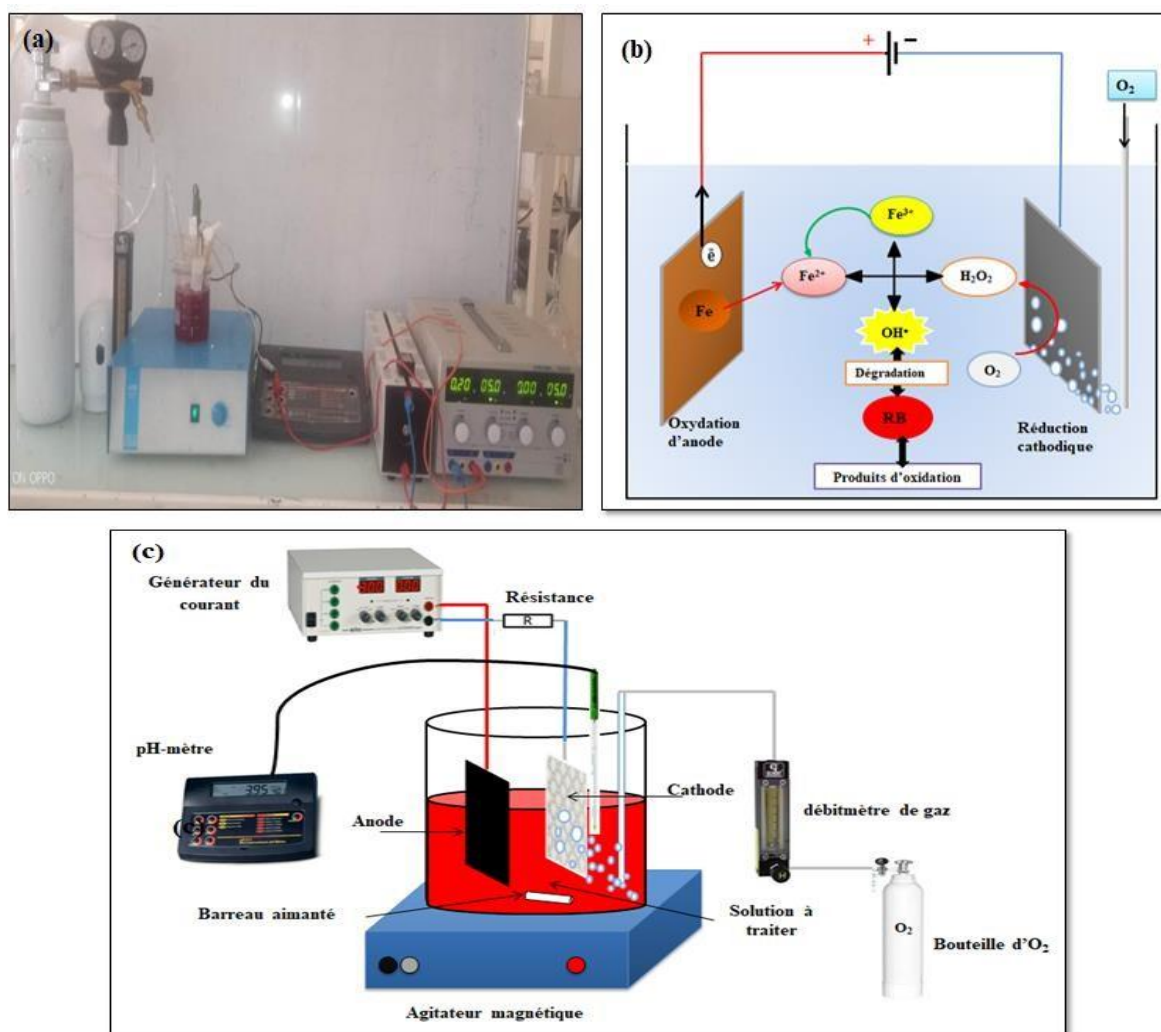 (a)
0.20 05.0 0.00 05.0
ON OPPO
(b)
+
−
O₂
Fe³⁺
ē
Fe²⁺
H₂O₂
Fe
OH•
Dégradation
O₂
RB
Oxydation
d’anode
Réduction
cathodique
Produits d’oxidation
(c)
Générateur du
courant
Résistance
R
pH-mètre
395
(c)
Cathode
Anode
débitmètre de gaz
H
Barreau aimanté
Solution à
traiter
O₂
Bouteille d’O₂
Agitateur magnétique